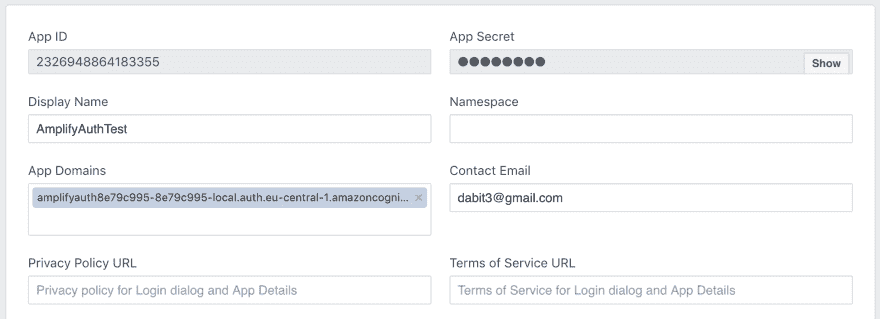 App ID
App Secret
2326948864183355
●●●●●●●●
Show
Display Name
Namespace
AmplifyAuthTest
App Domains
Contact Email
amplifyauth8e79c995-8e79c995-local.auth.eu-central-1.amazoncogni... ×
dabit3@gmail.com
Privacy Policy URL
Terms of Service URL
Privacy policy for Login dialog and App Details
Terms of Service for Login dialog and App Details